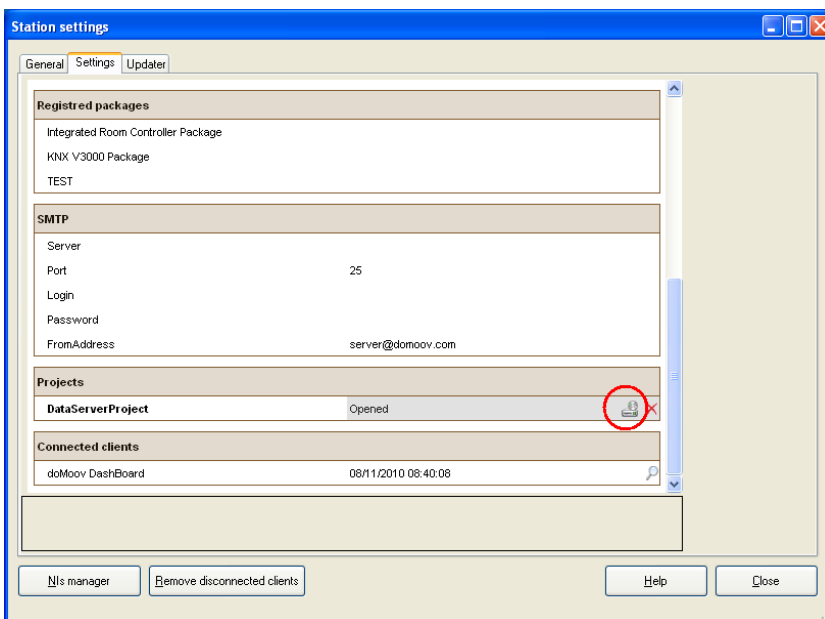 Station settings
General Settings Updater
Registred packages
Integrated Room Controller Package
KNX V3000 Package
TEST
SMTP
Server
Port 25
Login
Password
FromAddress server@domoov.com
Projects
DataServerProject Opened
Connected clients
doMoov DashBoard 08/11/2010 08:40:08
NIs manager Remove disconnected clients Help Close